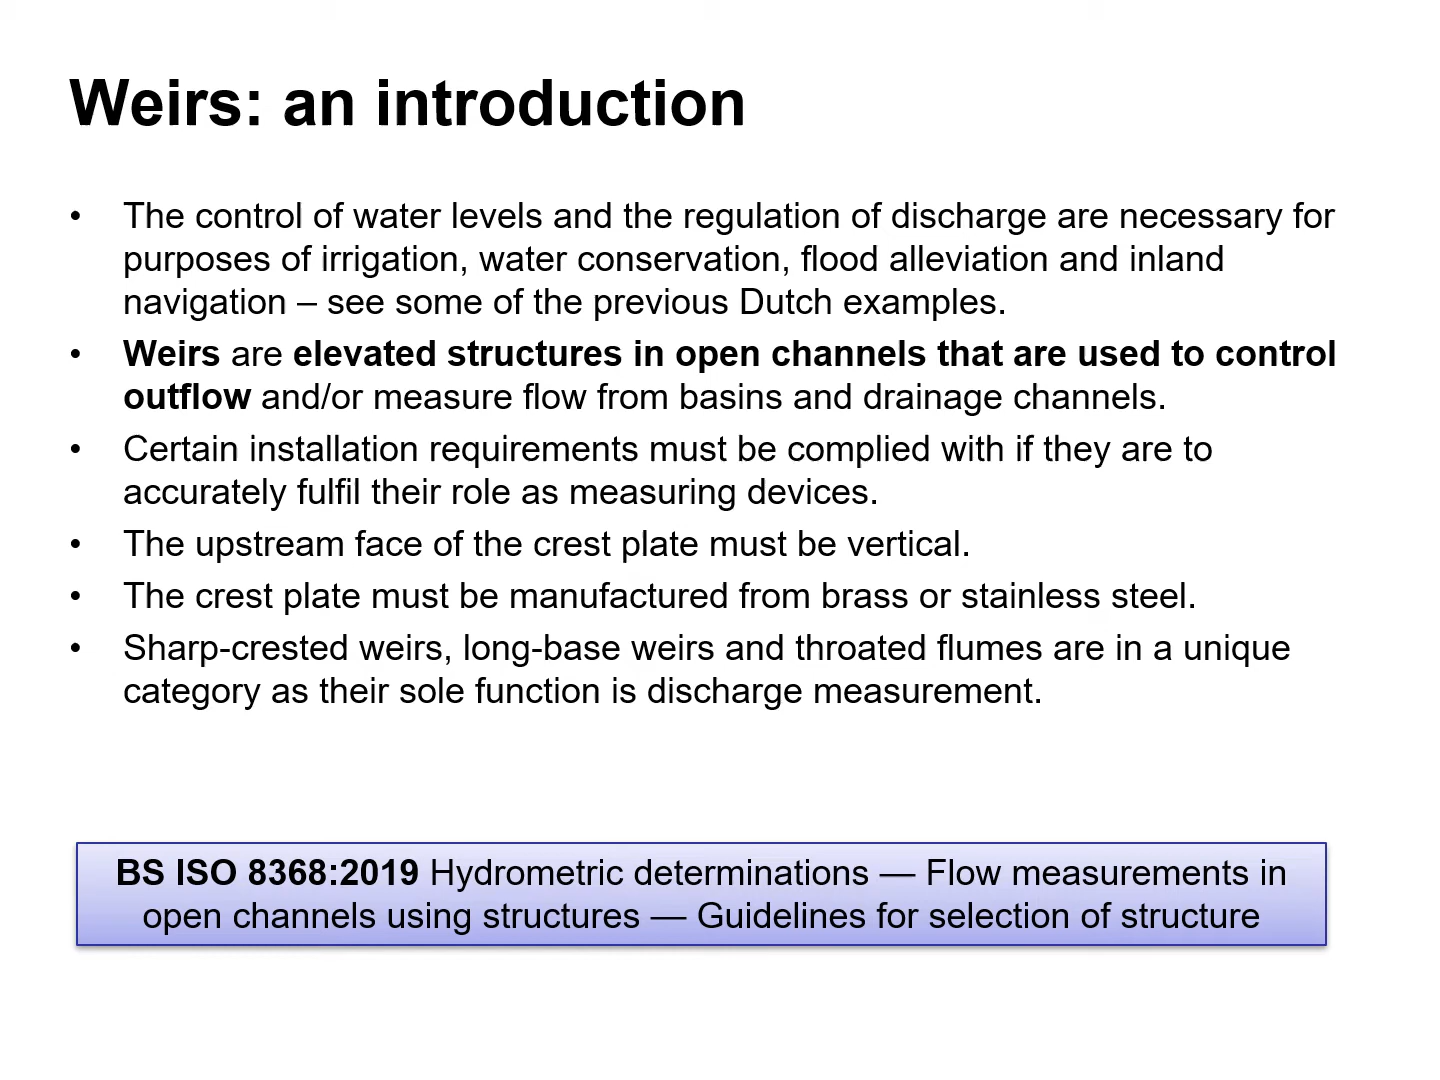 Weirs: an introduction
• The control of water levels and the regulation of discharge are necessary for
purposes of irrigation, water conservation, flood alleviation and inland
navigation – see some of the previous Dutch examples.
• Weirs are elevated structures in open channels that are used to control
outflow and/or measure flow from basins and drainage channels.
• Certain installation requirements must be complied with if they are to
accurately fulfil their role as measuring devices.
• The upstream face of the crest plate must be vertical.
• The crest plate must be manufactured from brass or stainless steel.
• Sharp-crested weirs, long-base weirs and throated flumes are in a unique
category as their sole function is discharge measurement.
BS ISO 8368:2019 Hydrometric determinations — Flow measurements in
open channels using structures — Guidelines for selection of structure